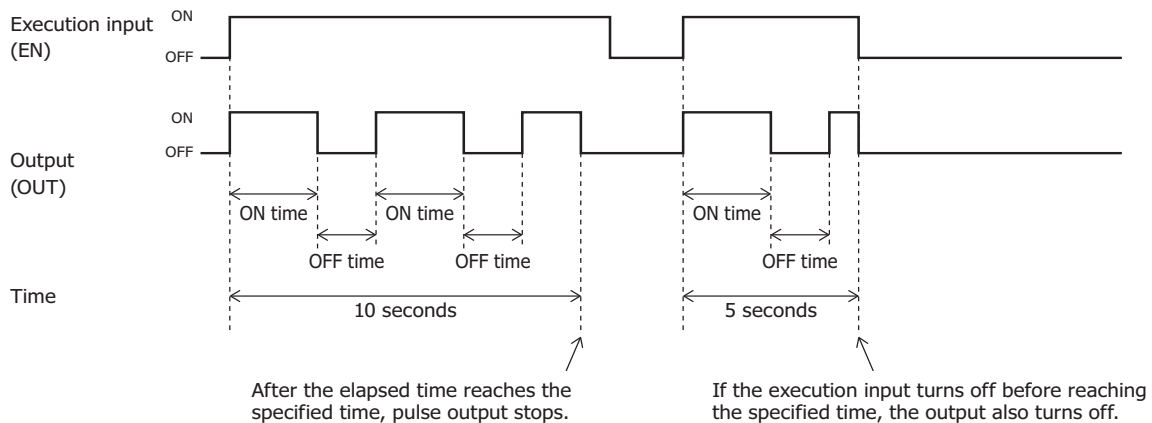 Execution input
(EN)
ON
OFF
Output
(OUT)
ON
OFF
ON time
ON time
ON time
OFF time
OFF time
OFF time
Time
10 seconds
5 seconds
After the elapsed time reaches the
specified time, pulse output stops.
If the execution input turns off before reaching
the specified time, the output also turns off.